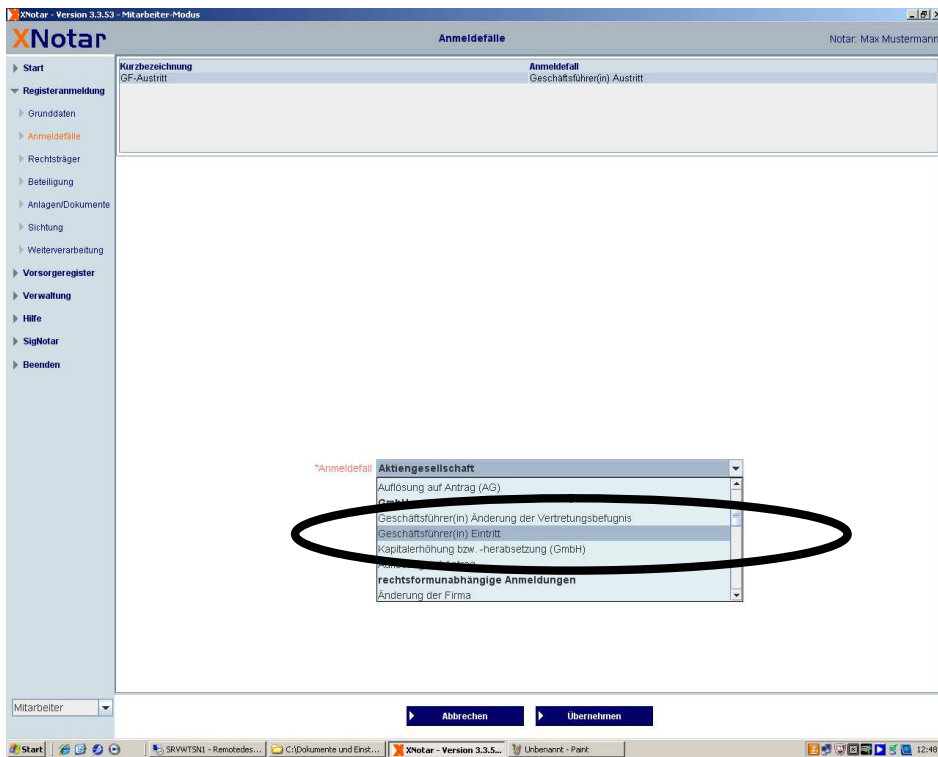 XNotar - Version 3.3.53 - Mitarbeiter-Modus
XNotar
Anmeldefälle
Notar: Max Mustermann
Start
Registeranmeldung
Grunddaten
Anmeldefälle
Rechtsträger
Beteiligung
Anlagen/Dokumente
Sichtung
Weiterverarbeitung
Vorsorgeregister
Verwaltung
Hilfe
SigNotar
Beenden
Kurzbezeichnung Anmeldefall
GF-Austritt Geschäftsführer(in) Austritt
*Anmeldefall Aktiengesellschaft
Auflösung auf Antrag (AG)
GmbH
Geschäftsführer(in) Änderung der Vertretungsbefugnis
Geschäftsführer(in) Eintritt
Kapitalerhöhung bzw. -herabsetzung (GmbH)
rechtsformunabhängige Anmeldungen
Änderung der Firma
Mitarbeiter
Abbrechen Übernehmen
Start SRVWTSN1 - Remotedes... C:\Dokumente und Einst... XNotar - Version 3.3.5... Unbenannt - Paint 12:48